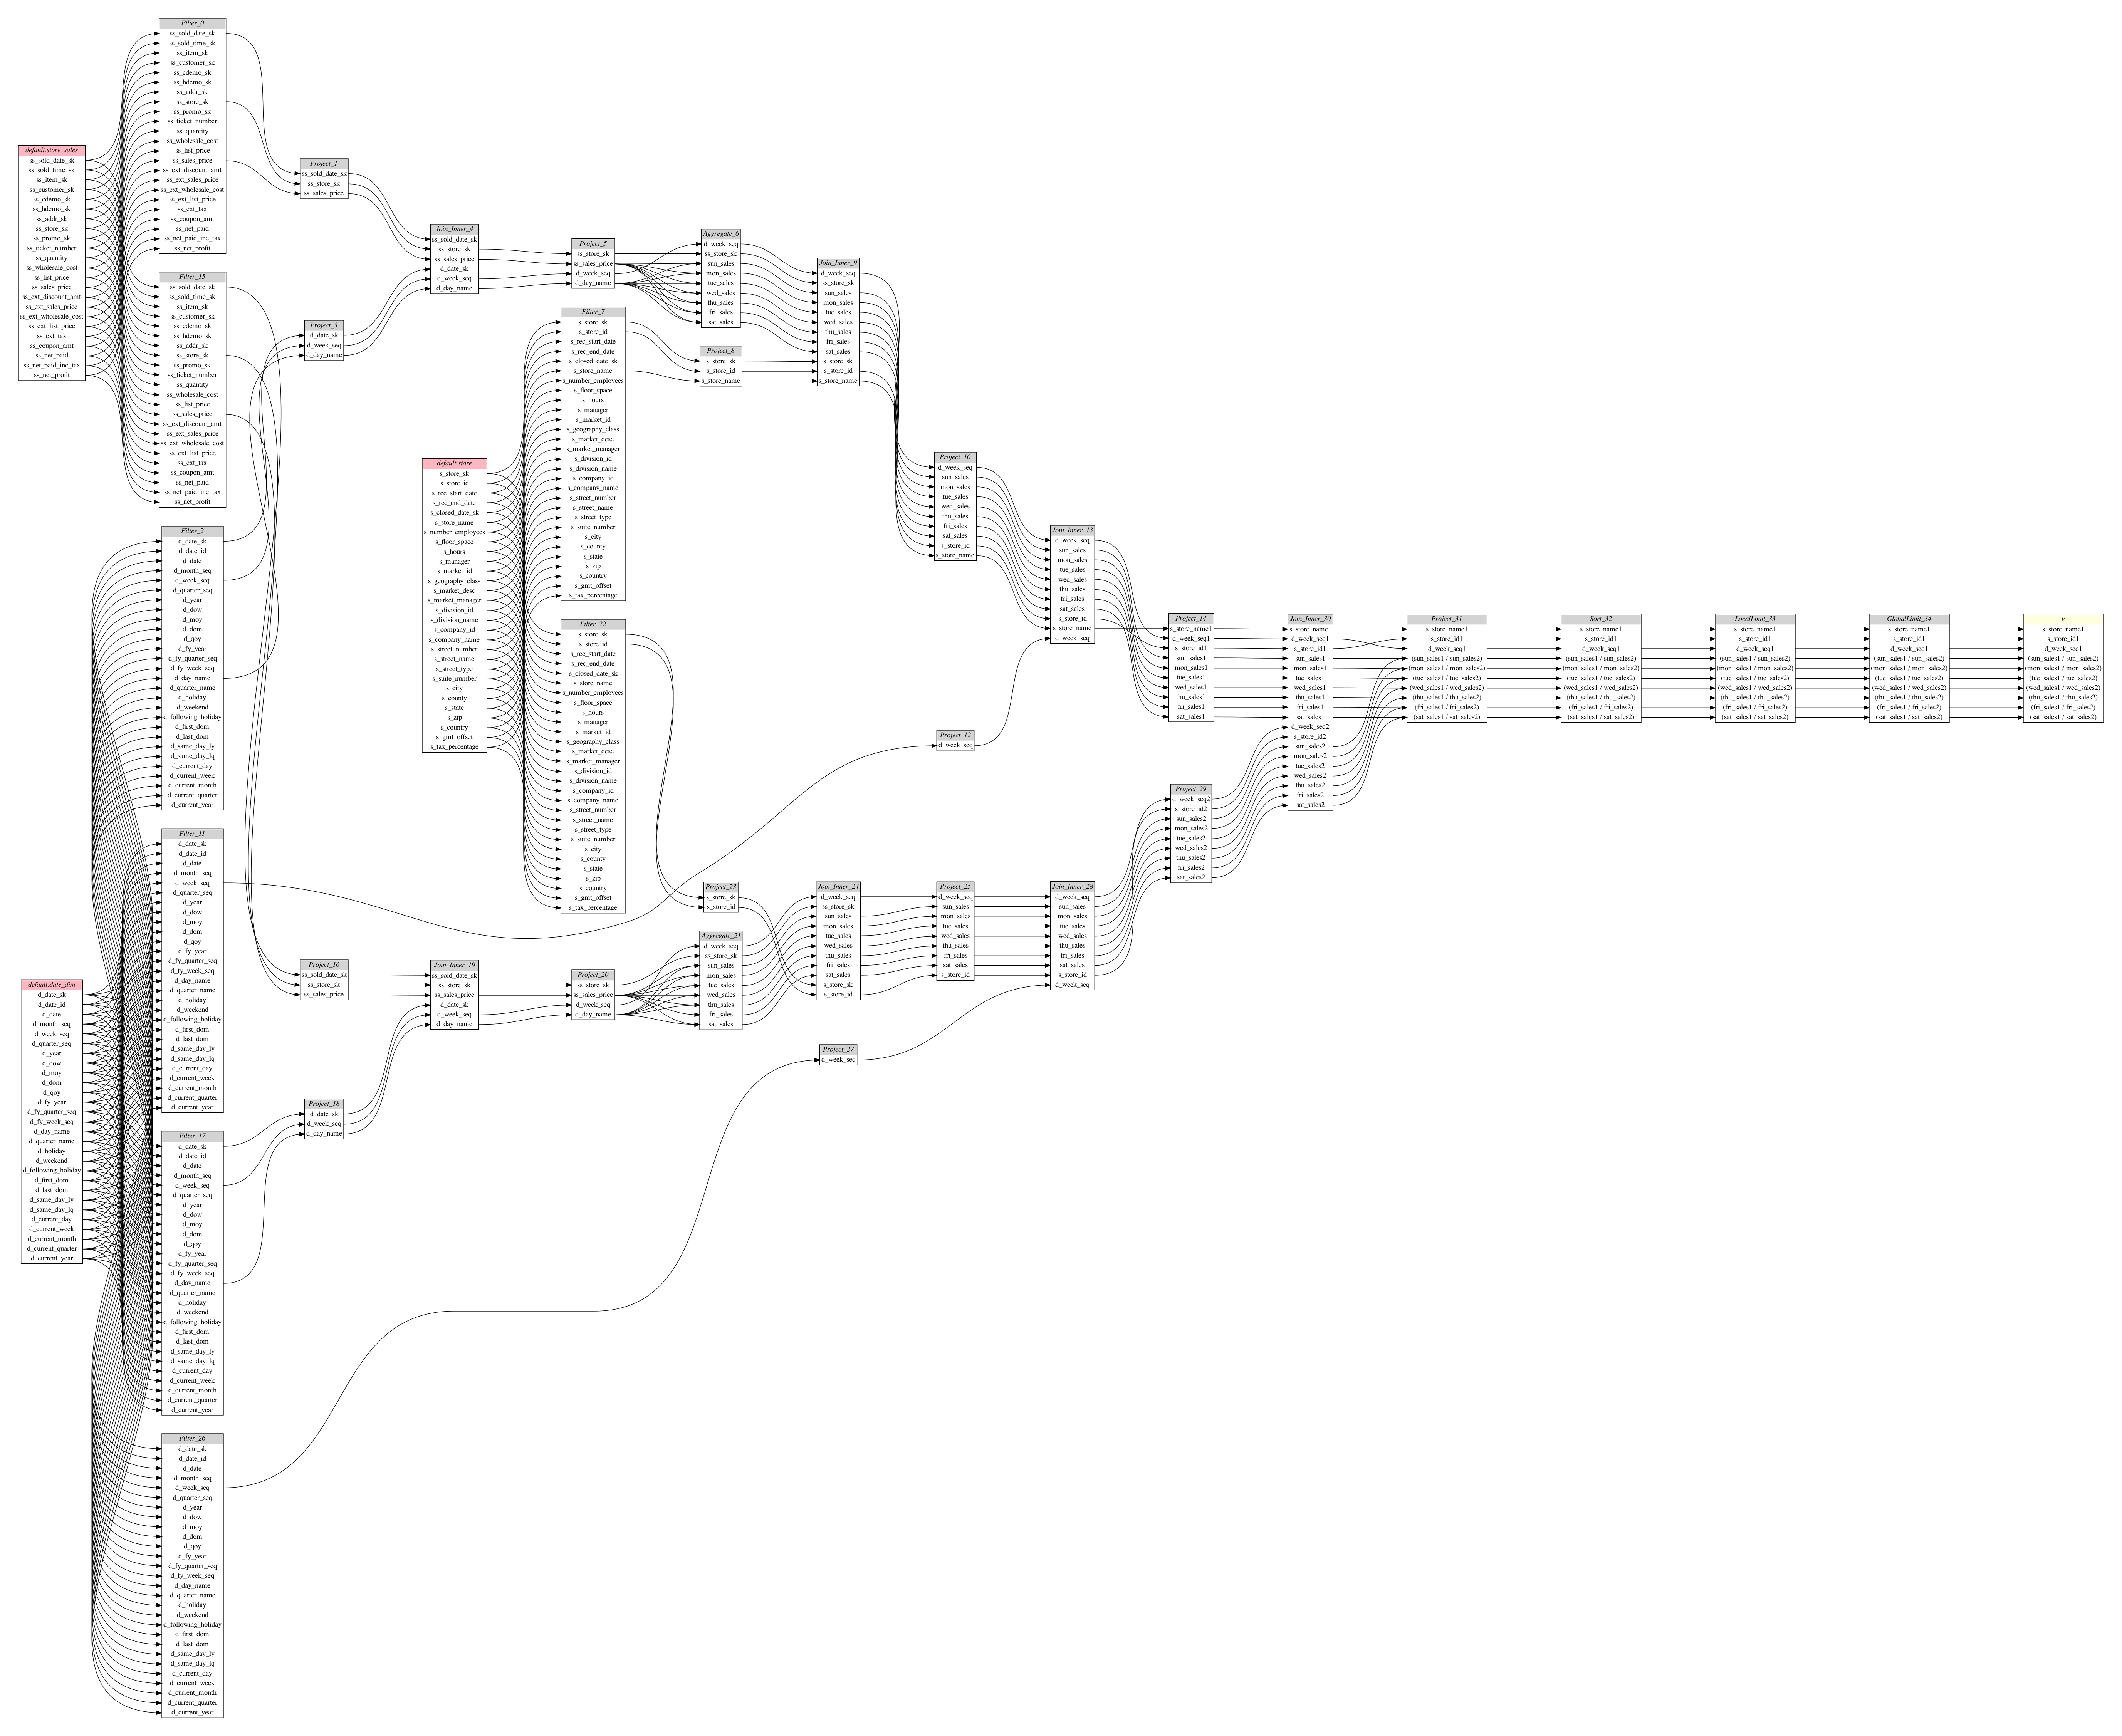 default.store_sales
ss_sold_date_sk
ss_sold_time_sk
ss_item_sk
ss_customer_sk
ss_cdemo_sk
ss_hdemo_sk
ss_addr_sk
ss_store_sk
ss_promo_sk
ss_ticket_number
ss_quantity
ss_wholesale_cost
ss_list_price
ss_sales_price
ss_ext_discount_amt
ss_ext_sales_price
ss_ext_wholesale_cost
ss_ext_list_price
ss_ext_tax
ss_coupon_amt
ss_net_paid
ss_net_paid_inc_tax
ss_net_profit
default.date_dim
d_date_sk
d_date_id
d_date
d_month_seq
d_week_seq
d_quarter_seq
d_year
d_dow
d_moy
d_dom
d_qoy
d_fy_year
d_fy_quarter_seq
d_fy_week_seq
d_day_name
d_quarter_name
d_holiday
d_weekend
d_following_holiday
d_first_dom
d_last_dom
d_same_day_ly
d_same_day_lq
d_current_day
d_current_week
d_current_month
d_current_quarter
d_current_year
Filter_0
ss_sold_date_sk
ss_sold_time_sk
ss_item_sk
ss_customer_sk
ss_cdemo_sk
ss_hdemo_sk
ss_addr_sk
ss_store_sk
ss_promo_sk
ss_ticket_number
ss_quantity
ss_wholesale_cost
ss_list_price
ss_sales_price
ss_ext_discount_amt
ss_ext_sales_price
ss_ext_wholesale_cost
ss_ext_list_price
ss_ext_tax
ss_coupon_amt
ss_net_paid
ss_net_paid_inc_tax
ss_net_profit
Filter_15
ss_sold_date_sk
ss_sold_time_sk
ss_item_sk
ss_customer_sk
ss_cdemo_sk
ss_hdemo_sk
ss_addr_sk
ss_store_sk
ss_promo_sk
ss_ticket_number
ss_quantity
ss_wholesale_cost
ss_list_price
ss_sales_price
ss_ext_discount_amt
ss_ext_sales_price
ss_ext_wholesale_cost
ss_ext_list_price
ss_ext_tax
ss_coupon_amt
ss_net_paid
ss_net_paid_inc_tax
ss_net_profit
Filter_2
d_date_sk
d_date_id
d_date
d_month_seq
d_week_seq
d_quarter_seq
d_year
d_dow
d_moy
d_dom
d_qoy
d_fy_year
d_fy_quarter_seq
d_fy_week_seq
d_day_name
d_quarter_name
d_holiday
d_weekend
d_following_holiday
d_first_dom
d_last_dom
d_same_day_ly
d_same_day_lq
d_current_day
d_current_week
d_current_month
d_current_quarter
d_current_year
Filter_11
d_date_sk
d_date_id
d_date
d_month_seq
d_week_seq
d_quarter_seq
d_year
d_dow
d_moy
d_dom
d_qoy
d_fy_year
d_fy_quarter_seq
d_fy_week_seq
d_day_name
d_quarter_name
d_holiday
d_weekend
d_following_holiday
d_first_dom
d_last_dom
d_same_day_ly
d_same_day_lq
d_current_day
d_current_week
d_current_month
d_current_quarter
d_current_year
Filter_17
d_date_sk
d_date_id
d_date
d_month_seq
d_week_seq
d_quarter_seq
d_year
d_dow
d_moy
d_dom
d_qoy
d_fy_year
d_fy_quarter_seq
d_fy_week_seq
d_day_name
d_quarter_name
d_holiday
d_weekend
d_following_holiday
d_first_dom
d_last_dom
d_same_day_ly
d_same_day_lq
d_current_day
d_current_week
d_current_month
d_current_quarter
d_current_year
Filter_26
d_date_sk
d_date_id
d_date
d_month_seq
d_week_seq
d_quarter_seq
d_year
d_dow
d_moy
d_dom
d_qoy
d_fy_year
d_fy_quarter_seq
d_fy_week_seq
d_day_name
d_quarter_name
d_holiday
d_weekend
d_following_holiday
d_first_dom
d_last_dom
d_same_day_ly
d_same_day_lq
d_current_day
d_current_week
d_current_month
d_current_quarter
d_current_year
Project_1
ss_sold_date_sk
ss_store_sk
ss_sales_price
Project_3
d_date_sk
d_week_seq
d_day_name
Project_16
ss_sold_date_sk
ss_store_sk
ss_sales_price
Project_18
d_date_sk
d_week_seq
d_day_name
Join_Inner_4
ss_sold_date_sk
ss_store_sk
ss_sales_price
d_date_sk
d_week_seq
d_day_name
default.store
s_store_sk
s_store_id
s_rec_start_date
s_rec_end_date
s_closed_date_sk
s_store_name
s_number_employees
s_floor_space
s_hours
s_manager
s_market_id
s_geography_class
s_market_desc
s_market_manager
s_division_id
s_division_name
s_company_id
s_company_name
s_street_number
s_street_name
s_street_type
s_suite_number
s_city
s_county
s_state
s_zip
s_country
s_gmt_offset
s_tax_percentage
Join_Inner_19
ss_sold_date_sk
ss_store_sk
ss_sales_price
d_date_sk
d_week_seq
d_day_name
Project_5
ss_store_sk
ss_sales_price
d_week_seq
d_day_name
Filter_7
s_store_sk
s_store_id
s_rec_start_date
s_rec_end_date
s_closed_date_sk
s_store_name
s_number_employees
s_floor_space
s_hours
s_manager
s_market_id
s_geography_class
s_market_desc
s_market_manager
s_division_id
s_division_name
s_company_id
s_company_name
s_street_number
s_street_name
s_street_type
s_suite_number
s_city
s_county
s_state
s_zip
s_country
s_gmt_offset
s_tax_percentage
Filter_22
s_store_sk
s_store_id
s_rec_start_date
s_rec_end_date
s_closed_date_sk
s_store_name
s_number_employees
s_floor_space
s_hours
s_manager
s_market_id
s_geography_class
s_market_desc
s_market_manager
s_division_id
s_division_name
s_company_id
s_company_name
s_street_number
s_street_name
s_street_type
s_suite_number
s_city
s_county
s_state
s_zip
s_country
s_gmt_offset
s_tax_percentage
Project_20
ss_store_sk
ss_sales_price
d_week_seq
d_day_name
Aggregate_6
d_week_seq
ss_store_sk
sun_sales
mon_sales
tue_sales
wed_sales
thu_sales
fri_sales
sat_sales
Project_8
s_store_sk
s_store_id
s_store_name
Project_23
s_store_sk
s_store_id
Aggregate_21
d_week_seq
ss_store_sk
sun_sales
mon_sales
tue_sales
wed_sales
thu_sales
fri_sales
sat_sales
Join_Inner_9
d_week_seq
ss_store_sk
sun_sales
mon_sales
tue_sales
wed_sales
thu_sales
fri_sales
sat_sales
s_store_sk
s_store_id
s_store_name
Join_Inner_24
d_week_seq
ss_store_sk
sun_sales
mon_sales
tue_sales
wed_sales
thu_sales
fri_sales
sat_sales
s_store_sk
s_store_id
Project_27
d_week_seq
Project_10
d_week_seq
sun_sales
mon_sales
tue_sales
wed_sales
thu_sales
fri_sales
sat_sales
s_store_id
s_store_name
Project_12
d_week_seq
Project_25
d_week_seq
sun_sales
mon_sales
tue_sales
wed_sales
thu_sales
fri_sales
sat_sales
s_store_id
Join_Inner_13
d_week_seq
sun_sales
mon_sales
tue_sales
wed_sales
thu_sales
fri_sales
sat_sales
s_store_id
s_store_name
d_week_seq
Join_Inner_28
d_week_seq
sun_sales
mon_sales
tue_sales
wed_sales
thu_sales
fri_sales
sat_sales
s_store_id
d_week_seq
Project_14
s_store_name1
d_week_seq1
s_store_id1
sun_sales1
mon_sales1
tue_sales1
wed_sales1
thu_sales1
fri_sales1
sat_sales1
Project_29
d_week_seq2
s_store_id2
sun_sales2
mon_sales2
tue_sales2
wed_sales2
thu_sales2
fri_sales2
sat_sales2
Join_Inner_30
s_store_name1
d_week_seq1
s_store_id1
sun_sales1
mon_sales1
tue_sales1
wed_sales1
thu_sales1
fri_sales1
sat_sales1
d_week_seq2
s_store_id2
sun_sales2
mon_sales2
tue_sales2
wed_sales2
thu_sales2
fri_sales2
sat_sales2
Project_31
s_store_name1
s_store_id1
d_week_seq1
(sun_sales1 / sun_sales2)
(mon_sales1 / mon_sales2)
(tue_sales1 / tue_sales2)
(wed_sales1 / wed_sales2)
(thu_sales1 / thu_sales2)
(fri_sales1 / fri_sales2)
(sat_sales1 / sat_sales2)
Sort_32
s_store_name1
s_store_id1
d_week_seq1
(sun_sales1 / sun_sales2)
(mon_sales1 / mon_sales2)
(tue_sales1 / tue_sales2)
(wed_sales1 / wed_sales2)
(thu_sales1 / thu_sales2)
(fri_sales1 / fri_sales2)
(sat_sales1 / sat_sales2)
LocalLimit_33
s_store_name1
s_store_id1
d_week_seq1
(sun_sales1 / sun_sales2)
(mon_sales1 / mon_sales2)
(tue_sales1 / tue_sales2)
(wed_sales1 / wed_sales2)
(thu_sales1 / thu_sales2)
(fri_sales1 / fri_sales2)
(sat_sales1 / sat_sales2)
GlobalLimit_34
s_store_name1
s_store_id1
d_week_seq1
(sun_sales1 / sun_sales2)
(mon_sales1 / mon_sales2)
(tue_sales1 / tue_sales2)
(wed_sales1 / wed_sales2)
(thu_sales1 / thu_sales2)
(fri_sales1 / fri_sales2)
(sat_sales1 / sat_sales2)
v
s_store_name1
s_store_id1
d_week_seq1
(sun_sales1 / sun_sales2)
(mon_sales1 / mon_sales2)
(tue_sales1 / tue_sales2)
(wed_sales1 / wed_sales2)
(thu_sales1 / thu_sales2)
(fri_sales1 / fri_sales2)
(sat_sales1 / sat_sales2)